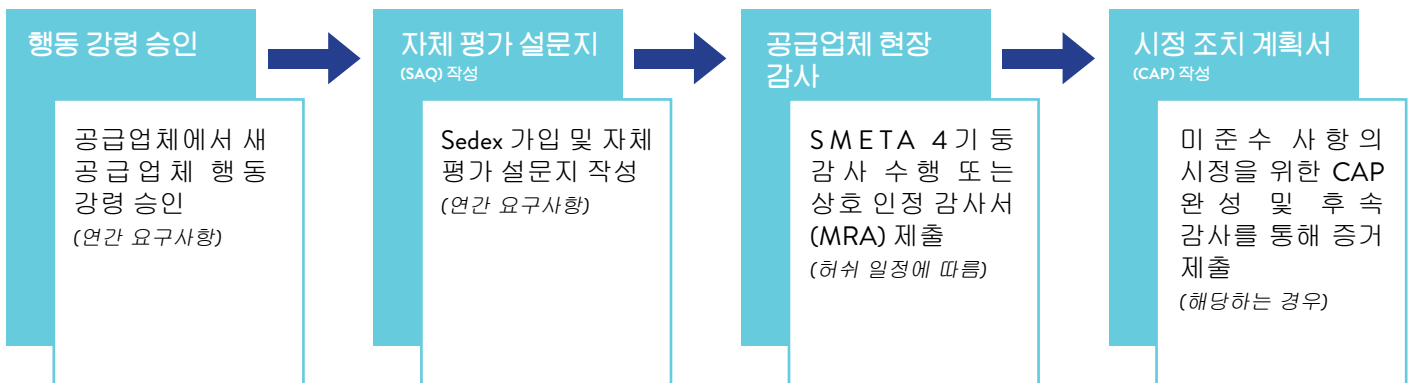 행동 강령 승인
공급업체에서 새
공급업체 행동
강령 승인
(연간 요구사항)
자체 평가 설문지
(SAQ) 작성
Sedex 가입 및 자체
평가 설문지 작성
(연간 요구사항)
공급업체 현장
감사
SMETA 4기둥
감사 수행 또는
상호 인정 감사서
(MRA) 제출
(허쉬 일정에 따름)
시정 조치 계획서
(CAP) 작성
미준수 사항의
시정을 위한 CAP
완성 및 후속
감사를 통해 증거
제출
(해당하는 경우)